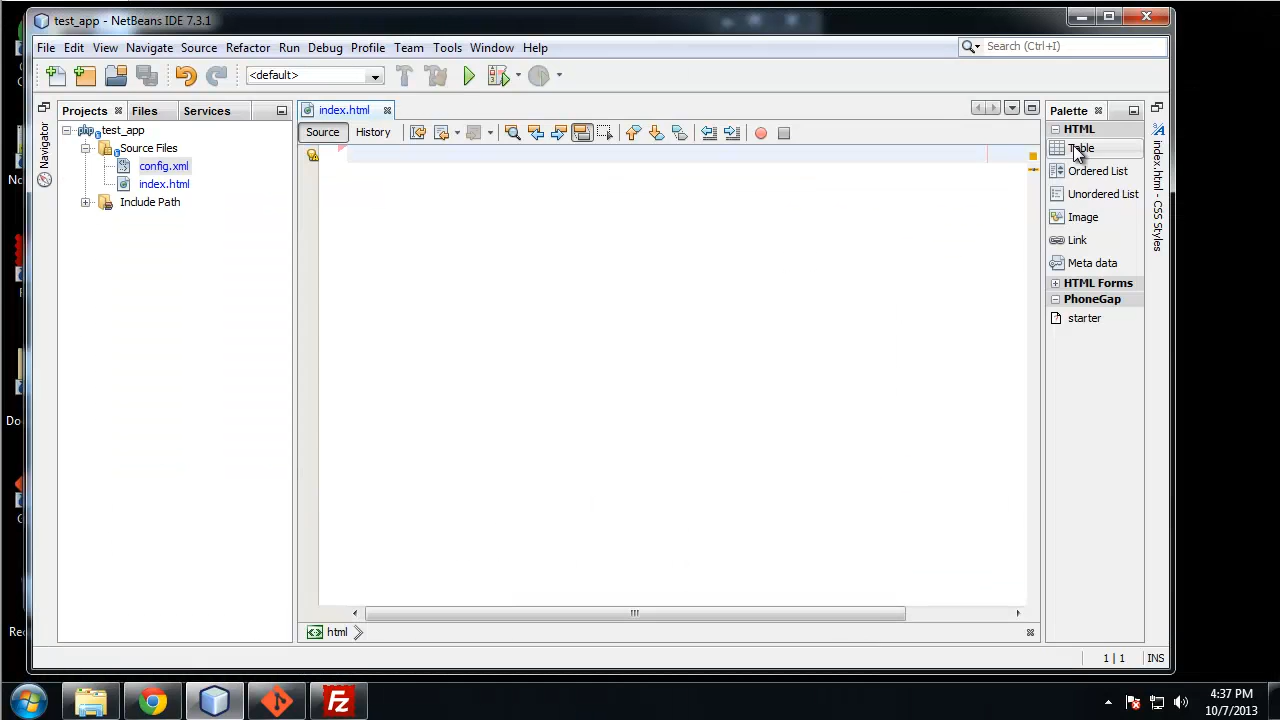 test_app - NetBeans IDE 7.3.1
File Edit View Navigate Source Refactor Run Debug Profile Team Tools Window Help
Search (Ctrl+I)
<default>
Projects Files Services
index.html
Palette
Navigator
test_app
Source Files
config.xml
index.html
Include Path
Source History
HTML
Table
Ordered List
Unordered List
Image
Link
Meta data
HTML Forms
PhoneGap
starter
index.html - CSS Styles
html
1 | 1 INS
Do
Rec
4:37 PM
10/7/2013